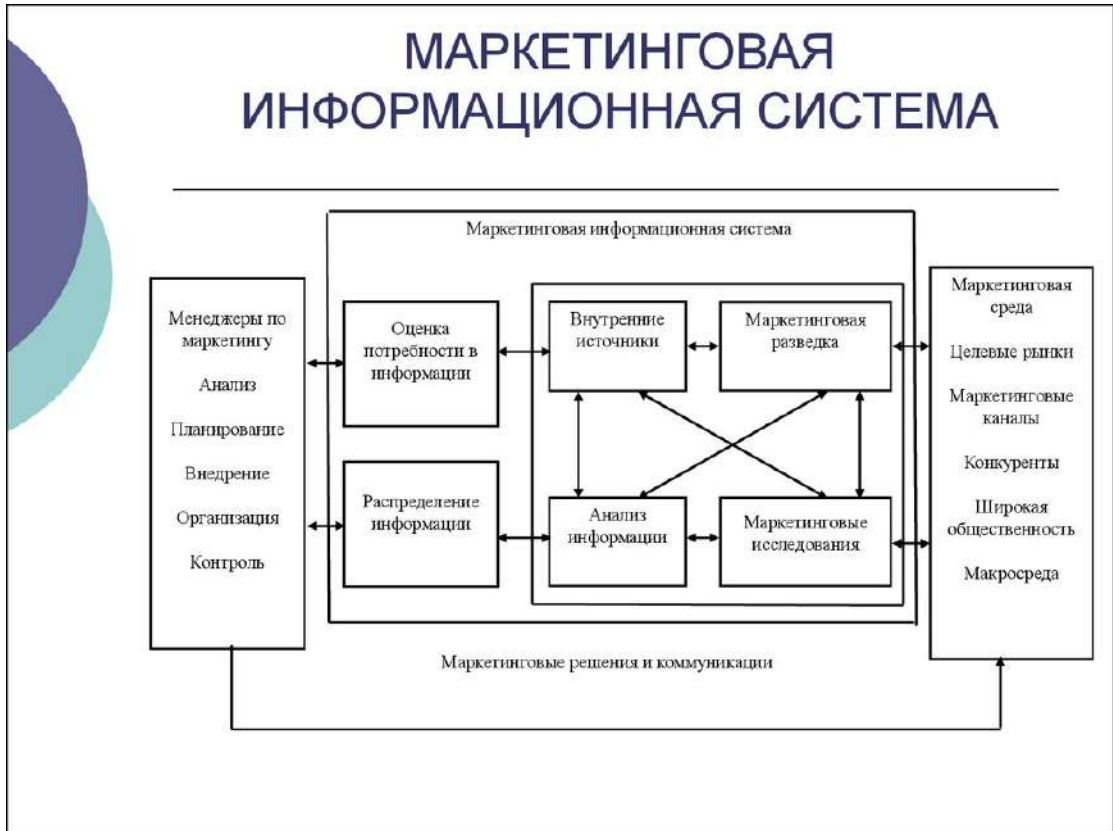 МАРКЕТИНГОВАЯ
ИНФОРМАЦИОННАЯ СИСТЕМА
Маркетинговая информационная система
Менеджеры по
маркетингу
Анализ
Планирование
Внедрение
Организация
Контроль
Оценка
потребности в
информации
Распределение
информации
Внутренние
источники
Маркетинговая
разведка
Анализ
информации
Маркетинговые
исследования
Маркетинговая
среда
Целевые рынки
Маркетинговые
каналы
Конкуренты
Широкая
общественность
Макросреда
Маркетинговые решения и коммуникации